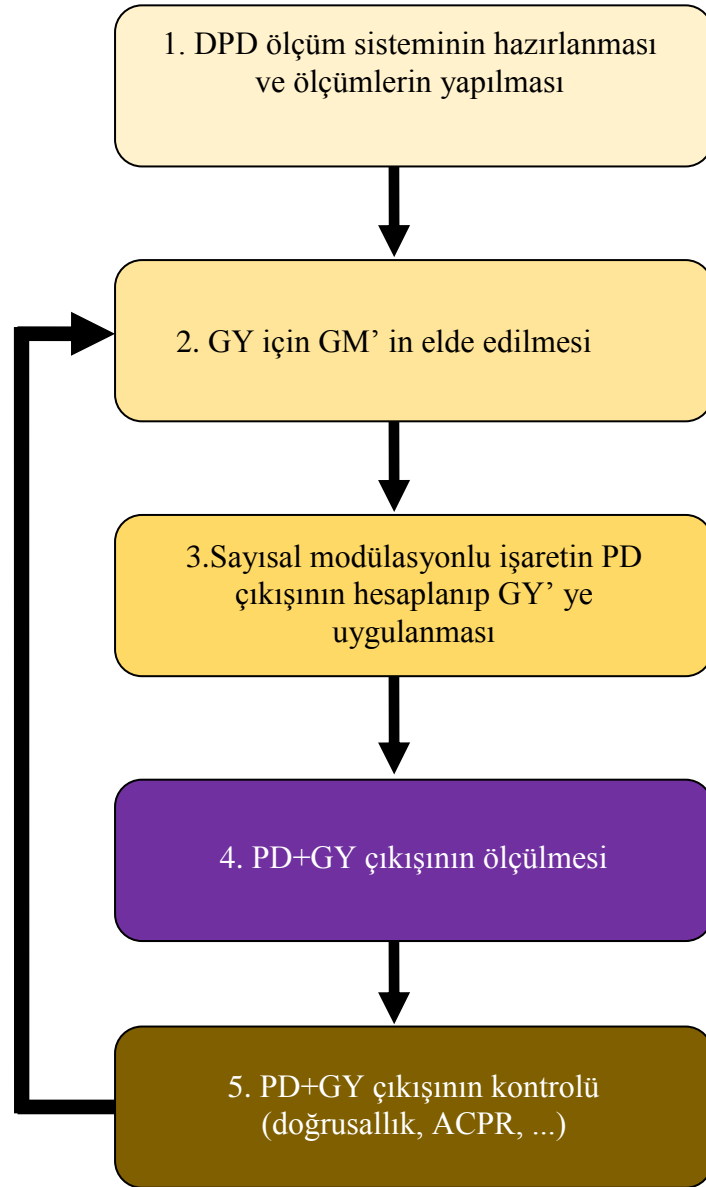 1. DPD ölçüm sisteminin hazırlanması
ve ölçümlerin yapılması
2. GY için GM’ in elde edilmesi
3.Sayısal modülasyonlu işaretin PD
çıkışının hesaplanıp GY’ ye
uygulanması
4. PD+GY çıkışının ölçülmesi
5. PD+GY çıkışının kontrolü
(doğrusallık, ACPR, ...)